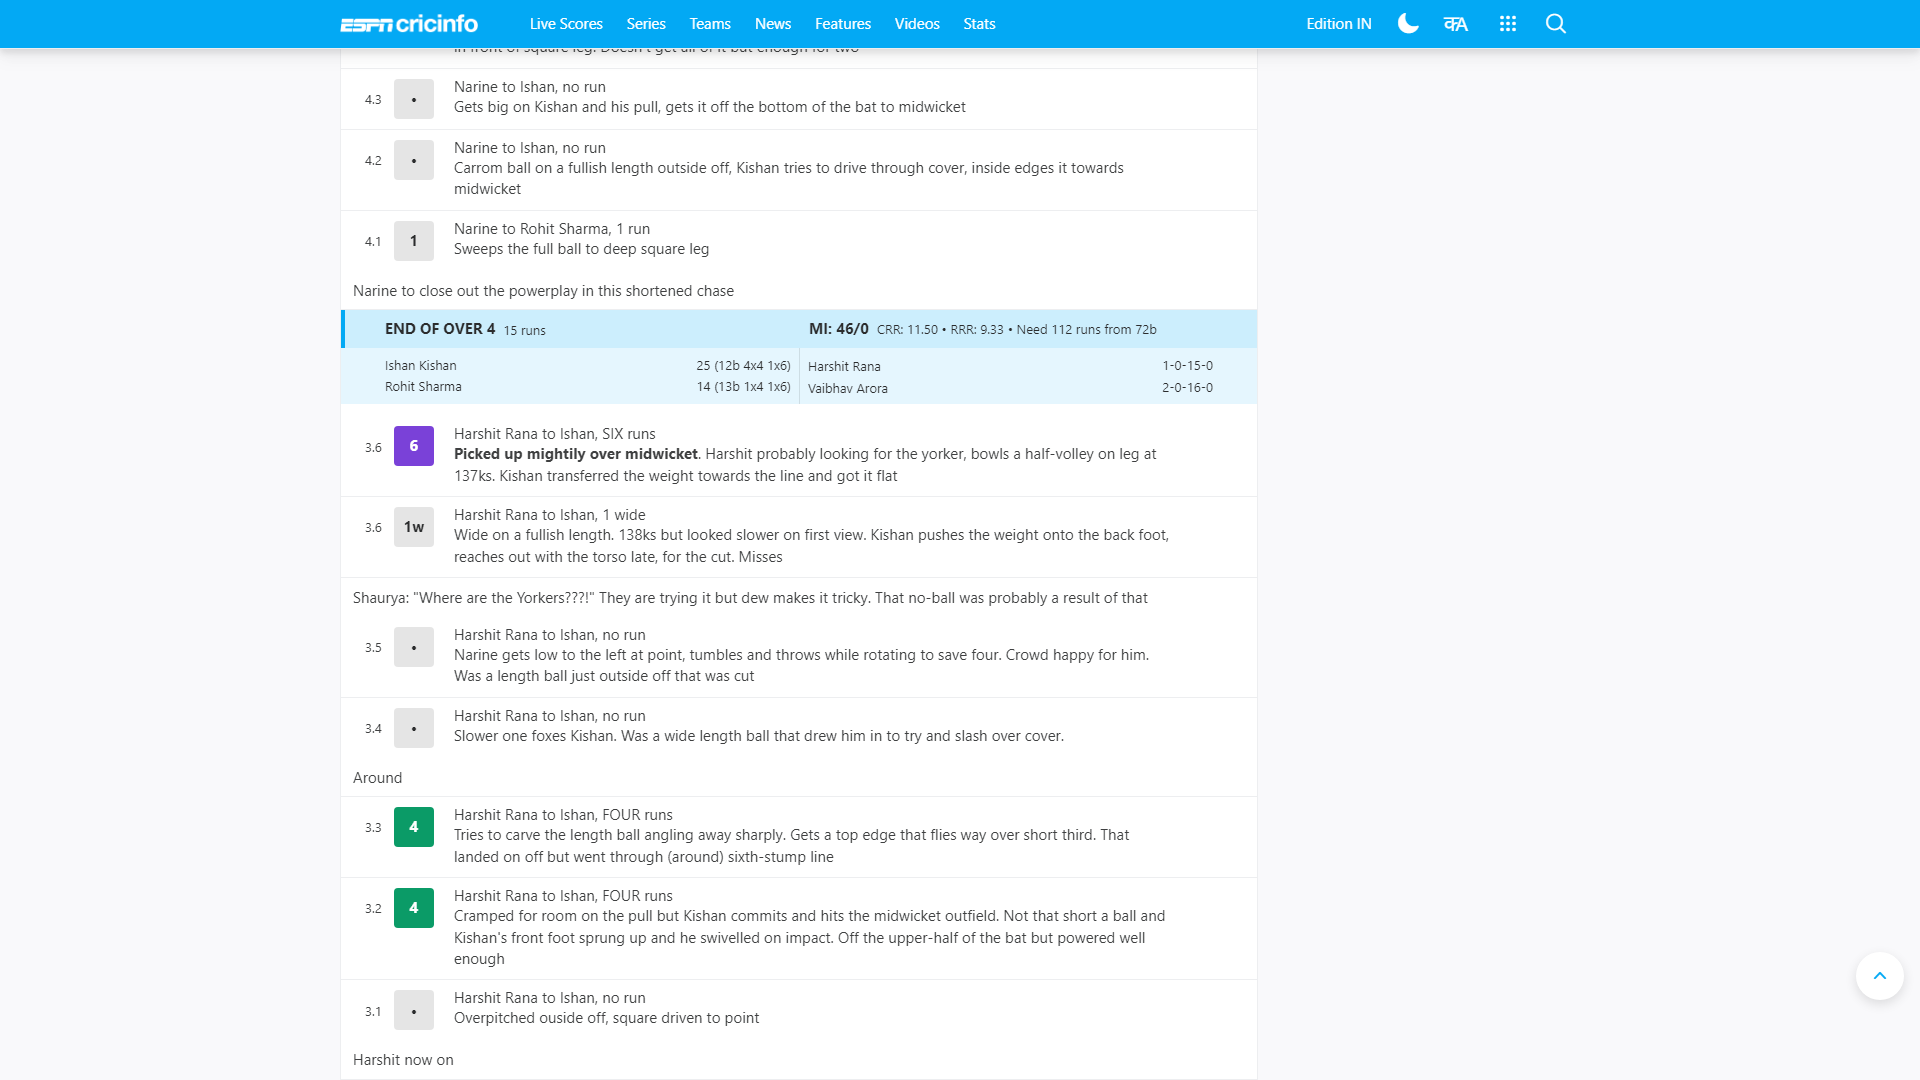 ESPN cricinfo Live Scores Series Teams News Features Videos Stats Edition IN
in front of square leg. Doesn't get all of it but enough for two
4.3 • Narine to Ishan, no run
Gets big on Kishan and his pull, gets it off the bottom of the bat to midwicket
4.2 • Narine to Ishan, no run
Carrom ball on a fullish length outside off, Kishan tries to drive through cover, inside edges it towards
midwicket
4.1 1 Narine to Rohit Sharma, 1 run
Sweeps the full ball to deep square leg
Narine to close out the powerplay in this shortened chase
END OF OVER 4 15 runs MI: 46/0 CRR: 11.50 • RRR: 9.33 • Need 112 runs from 72b
Ishan Kishan 25 (12b 4x4 1x6) Harshit Rana 1-0-15-0
Rohit Sharma 14 (13b 1x4 1x6) Vaibhav Arora 2-0-16-0
3.6 6 Harshit Rana to Ishan, SIX runs
Picked up mightily over midwicket. Harshit probably looking for the yorker, bowls a half-volley on leg at
137ks. Kishan transferred the weight towards the line and got it flat
3.6 1w Harshit Rana to Ishan, 1 wide
Wide on a fullish length. 138ks but looked slower on first view. Kishan pushes the weight onto the back foot,
reaches out with the torso late, for the cut. Misses
Shaurya: "Where are the Yorkers???!" They are trying it but dew makes it tricky. That no-ball was probably a result of that
3.5 • Harshit Rana to Ishan, no run
Narine gets low to the left at point, tumbles and throws while rotating to save four. Crowd happy for him.
Was a length ball just outside off that was cut
3.4 • Harshit Rana to Ishan, no run
Slower one foxes Kishan. Was a wide length ball that drew him in to try and slash over cover.
Around
3.3 4 Harshit Rana to Ishan, FOUR runs
Tries to carve the length ball angling away sharply. Gets a top edge that flies way over short third. That
landed on off but went through (around) sixth-stump line
3.2 4 Harshit Rana to Ishan, FOUR runs
Cramped for room on the pull but Kishan commits and hits the midwicket outfield. Not that short a ball and
Kishan's front foot sprung up and he swivelled on impact. Off the upper-half of the bat but powered well
enough
3.1 • Harshit Rana to Ishan, no run
Overpitched ouside off, square driven to point
Harshit now on